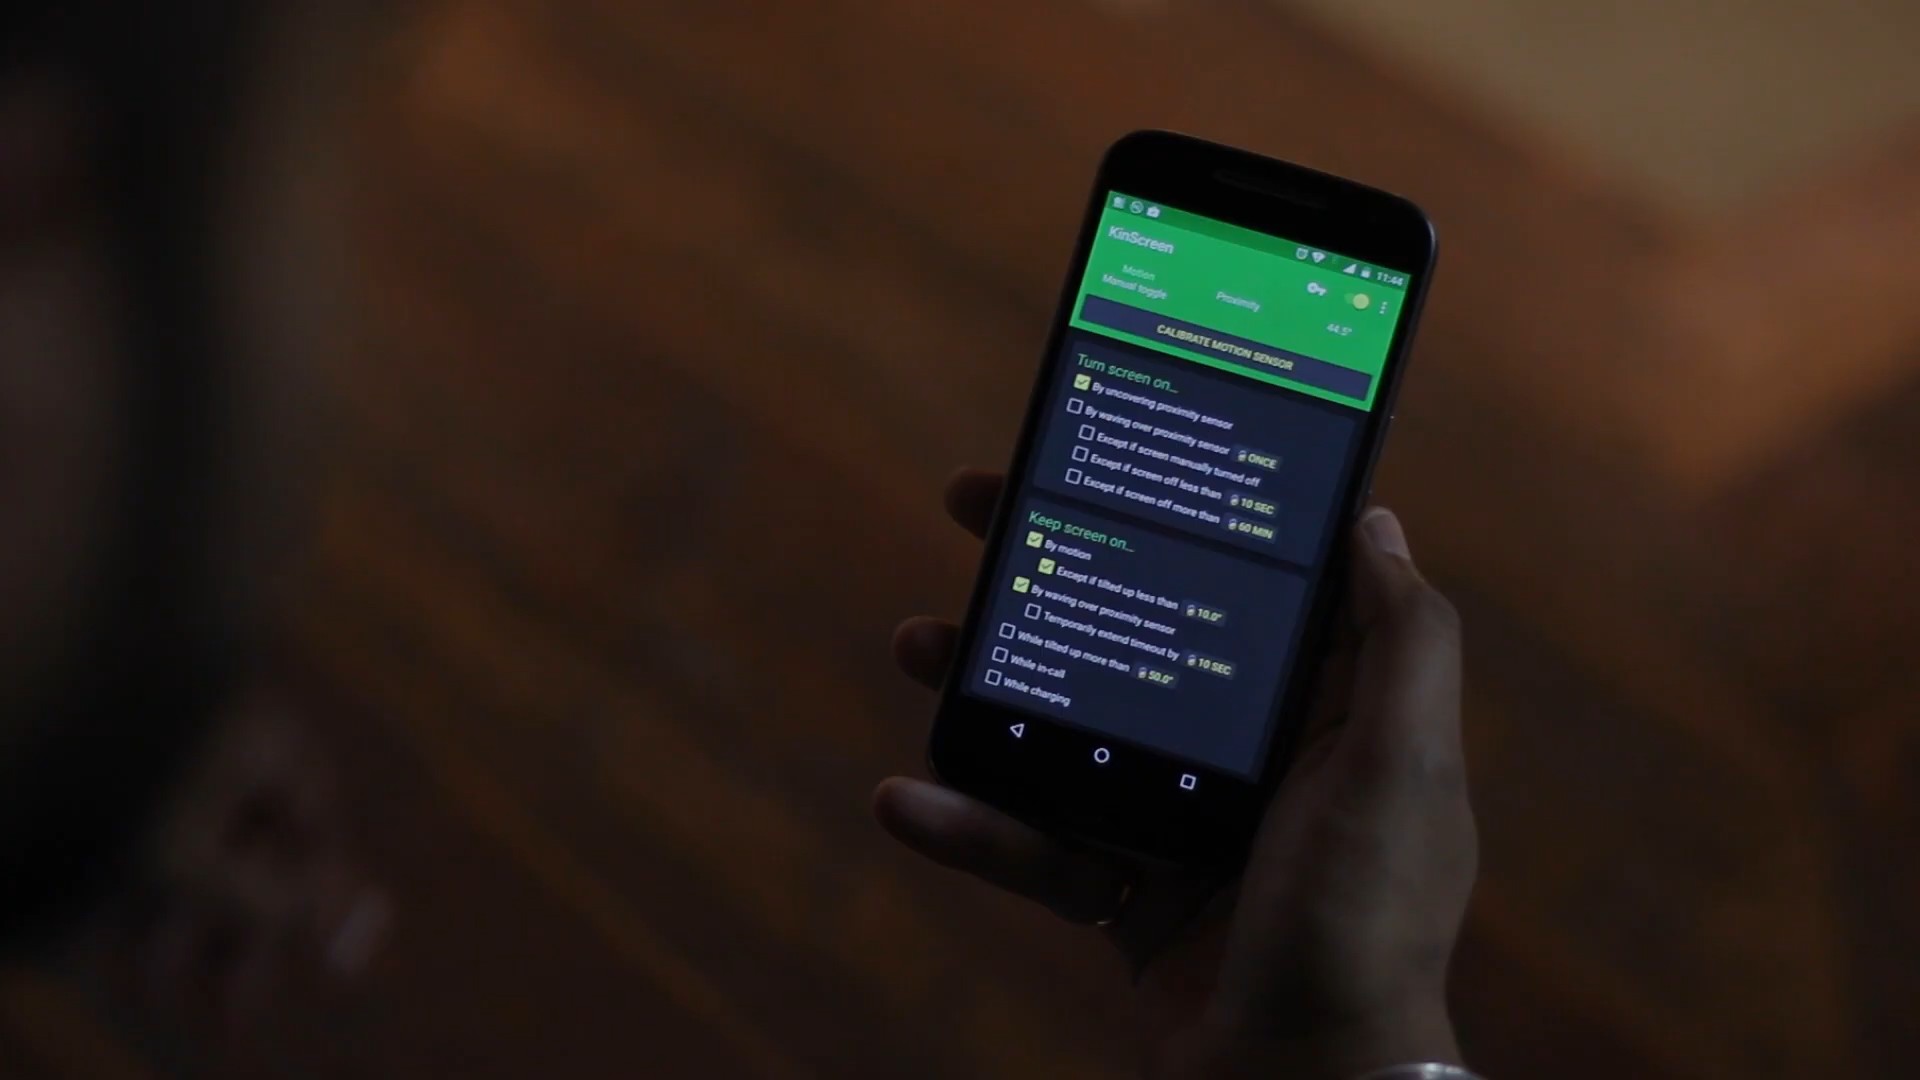 11:44
KinScreen
Motion
Manual toggle
Proximity
44.5°
CALIBRATE MOTION SENSOR
Turn screen on...
By uncovering proximity sensor
By waving over proximity sensor ONCE
Except if screen manually turned off
Except if screen off less than 10 SEC
Except if screen off more than 60 MIN
Keep screen on...
By motion
Except if tilted up less than 10.0°
By waving over proximity sensor
Temporarily extend timeout by 10 SEC
While tilted up more than 50.0°
While in-call
While charging